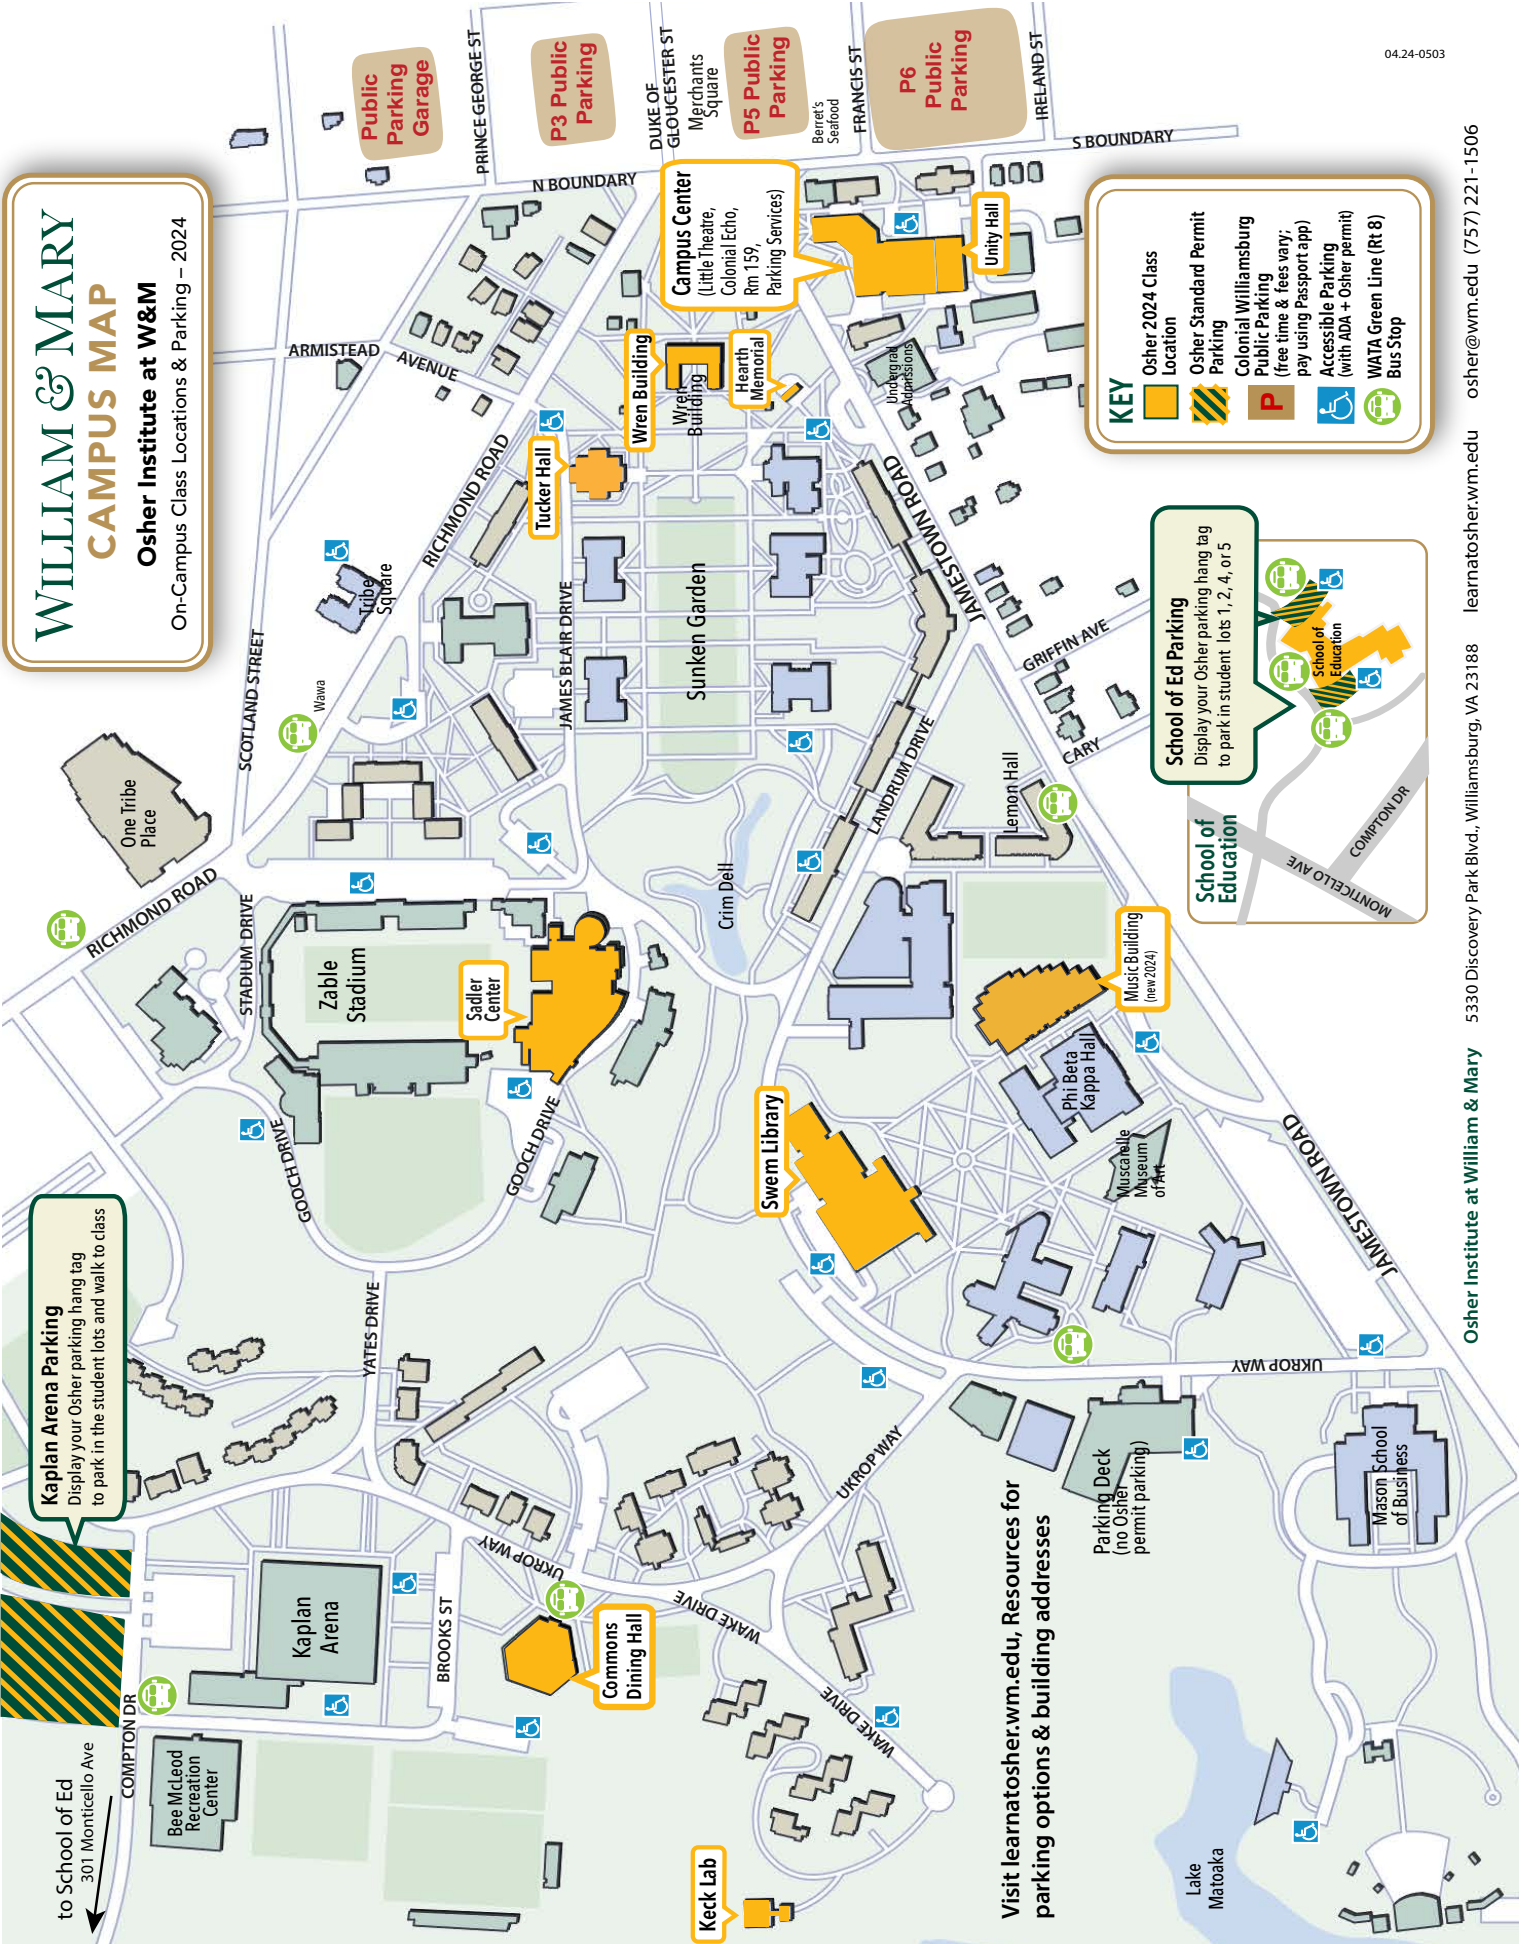 WILLIAM & MARY
CAMPUS MAP
Osher Institute at W&M
On-Campus Class Locations & Parking – 2024
to School of Ed
301 Monticello Ave
COMPTON DR
Kaplan Arena Parking
Display your Osher parking hang tag
to park in the student lots and walk to class
Bee McLeod
Recreation
Center
Kaplan
Arena
BROOKS ST
YATES DRIVE
UKROP WAY
Commons
Dining Hall
WAKE DRIVE
WAKE DRIVE
Keck Lab
GOOCH DRIVE
GOOCH DRIVE
STADIUM DRIVE
RICHMOND ROAD
One Tribe
Place
Zable
Stadium
Sadler
Center
SCOTLAND STREET
Wawa
Tribe
Square
RICHMOND ROAD
ARMISTEAD
AVENUE
JAMES BLAIR DRIVE
Tucker Hall
Wren Building
Wren
Building
Hearth
Memorial
Sunken Garden
Crim Dell
Swem Library
UKROP WAY
N BOUNDARY
PRINCE GEORGE ST
Public
Parking
Garage
P3 Public
Parking
DUKE OF
GLOUCESTER ST
Merchants
Square
P5 Public
Parking
Berret's
Seafood
FRANCIS ST
P6
Public
Parking
IRELAND ST
S BOUNDARY
Campus Center
(Little Theatre,
Colonial Echo,
Rm 159,
Parking Services)
Unity Hall
Undergrad
Admissions
JAMESTOWN ROAD
LANDRUM DRIVE
Lemon Hall
GRIFFIN AVE
CARY
Music Building
(new 2024)
Phi Beta
Kappa Hall
Muscarelle
Museum
of Art
JAMESTOWN ROAD
JAMESTOWN ROAD
UKROP WAY
Parking Deck
(no Osher
permit parking)
Mason School
of Business
Lake
Matoaka
Visit learnatosher.wm.edu, Resources for
parking options & building addresses
School of
Education
School of Ed Parking
Display your Osher parking hang tag
to park in student lots 1, 2, 4, or 5
School of
Education
MONTICELLO AVE
COMPTON DR
KEY
Osher 2024 Class
Location
Osher Standard Permit
Parking
P
Colonial Williamsburg
Public Parking
(free time & fees vary;
pay using Passport app)
Accessible Parking
(with ADA + Osher permit)
WATA Green Line (Rt 8)
Bus Stop
Osher Institute at William & Mary 5330 Discovery Park Blvd., Williamsburg, VA 23188 learnatosher.wm.edu osher@wm.edu (757) 221-1506
04.24-0503